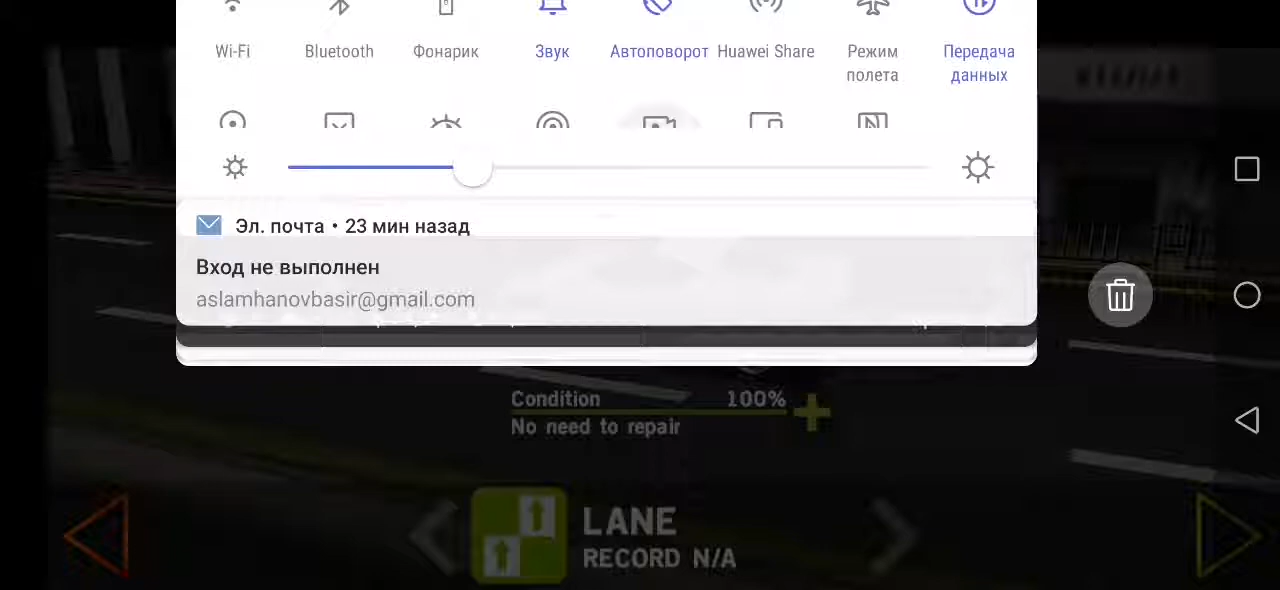 Wi-Fi Bluetooth Фонарик Звук Автоповорот Huawei Share Режим полета Передача данных
Эл. почта • 23 мин назад
Вход не выполнен
aslamhanovbasir@gmail.com
Condition 100%
No need to repair
LANE
RECORD N/A